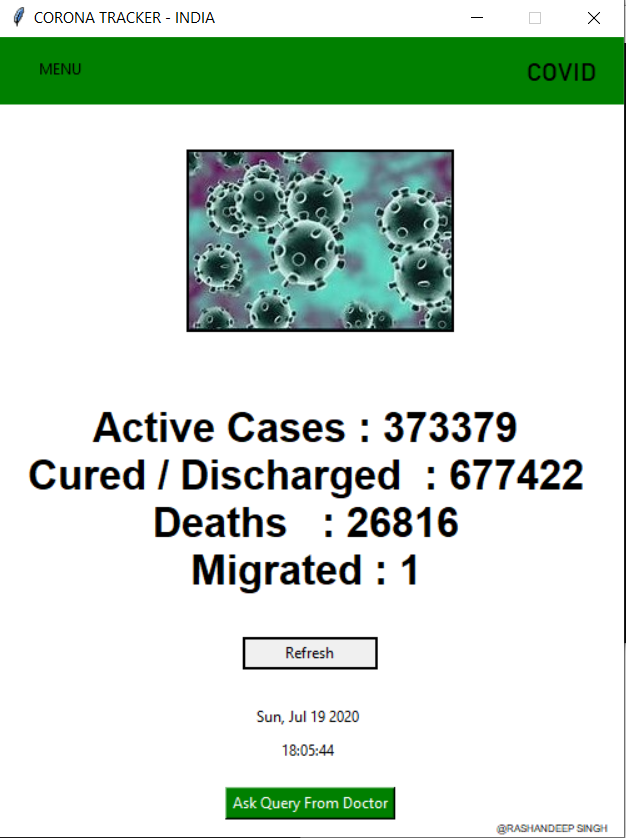 CORONA TRACKER - INDIA
MENU
COVID
Active Cases : 373379
Cured / Discharged : 677422
Deaths : 26816
Migrated : 1
Refresh
Sun, Jul 19 2020
18:05:44
Ask Query From Doctor
@RASHANDEEP SINGH